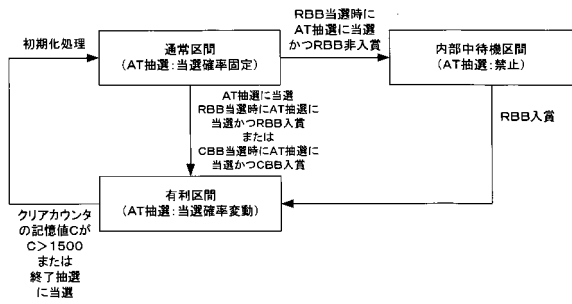 RBB当選時に
AT抽選に当選
かつRBB非入賞
初期化処理
通常区間
(AT抽選:当選確率固定)
内部中待機区間
(AT抽選:禁止)
AT抽選に当選
RBB当選時にAT抽選に
当選かつRBB入賞
または
CBB当選時にAT抽選に
当選かつCBB入賞
RBB入賞
有利区間
(AT抽選:当選確率変動)
クリアカウンタ
の記憶値Cが
C>1500
または
終了抽選
に当選